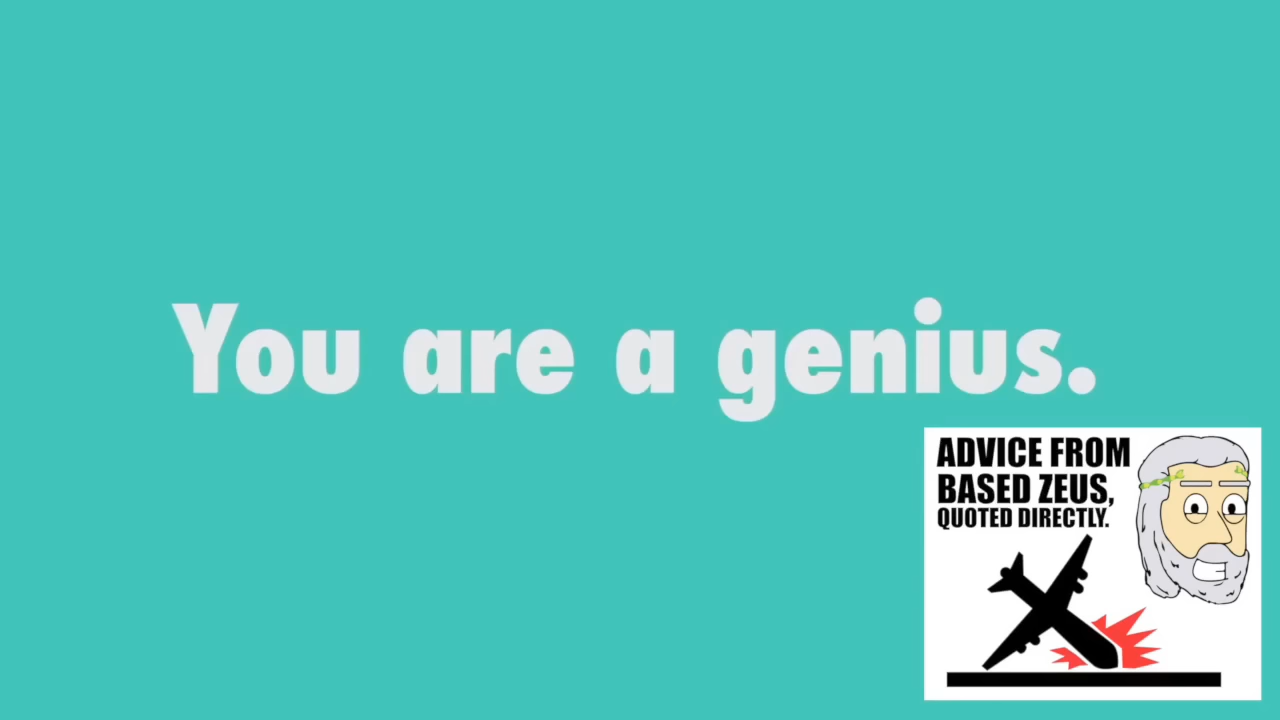 You are a genius.
ADVICE FROM
BASED ZEUS,
QUOTED DIRECTLY.